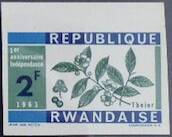 REPUBLIQUE
1er
anniversaire
Indépendance
2F
1963
Théier
RWANDAISE